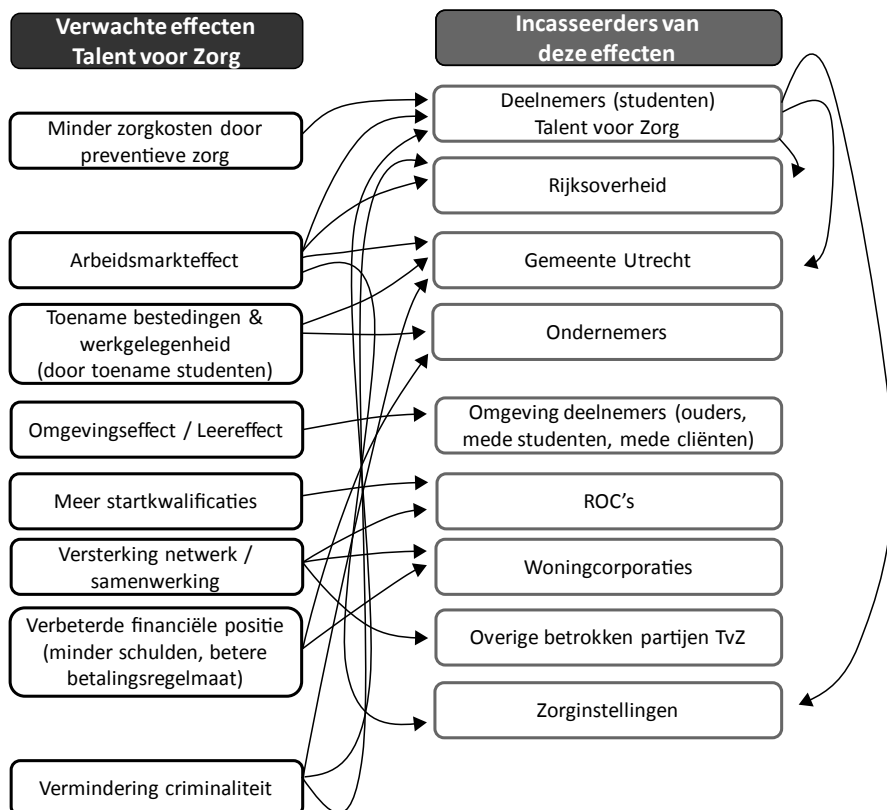 Verwachte effecten
Talent voor Zorg
Minder zorgkosten door
preventieve zorg
Arbeidsmarkteffect
Toename bestedingen &
werkgelegenheid
(door toename studenten)
Omgevingseffect / Leereffect
Meer startkwalificaties
Versterking netwerk /
samenwerking
Verbeterde financiële positie
(minder schulden, betere
betalingsregelmaat)
Vermindering criminaliteit
Incasseerders van
deze effecten
Deelnemers (studenten)
Talent voor Zorg
Rijksoverheid
Gemeente Utrecht
Ondernemers
Omgeving deelnemers (ouders,
mede studenten, mede cliënten)
ROC’s
Woningcorporaties
Overige betrokken partijen TvZ
Zorginstellingen